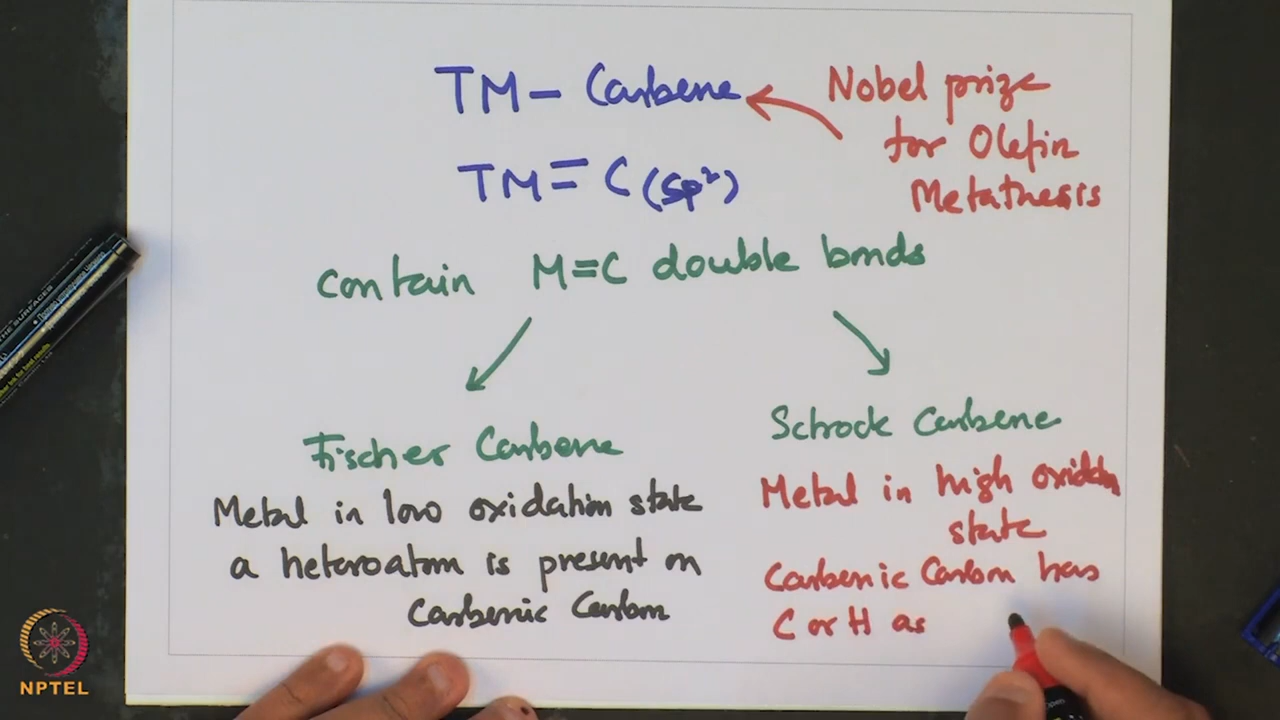 TM - Carbene
Nobel prize
for Olefin
Metathesis
TM = C (sp²)
contain M=C double bonds
Fischer Carbene
Metal in low oxidation state
a heteroatom is present on
Carbenic Carbon
Schrock Carbene
Metal in high oxidatn
state
Carbenic Carbon has
C or H as
NPTEL